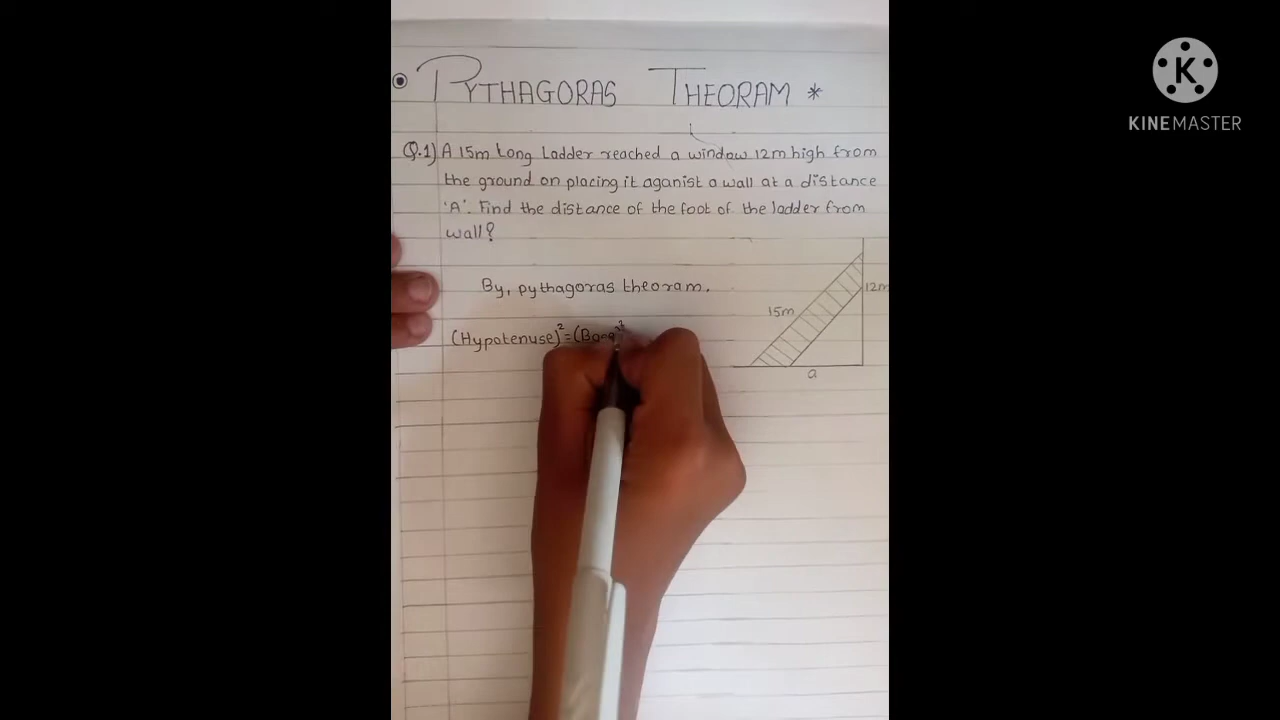 PYTHAGORAS THEORAM *
Q.1) A 15m Long Ladder reached a window 12m high from
the ground on placing it aganist a wall at a distance
'A'. Find the distance of the foot of the ladder from
wall?
By, pythagoras theoram.
(Hypotenuse)² = (Base)²
15m
12m
a
K
KINEMASTER